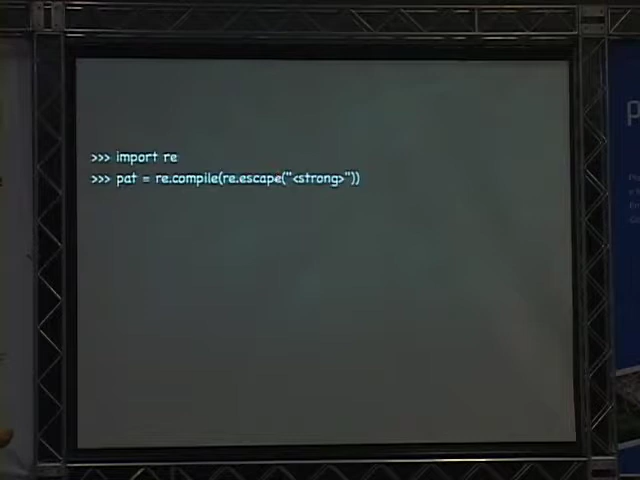 >>> import re
>>> pat = re.compile(re.escape("<strong>"))
p